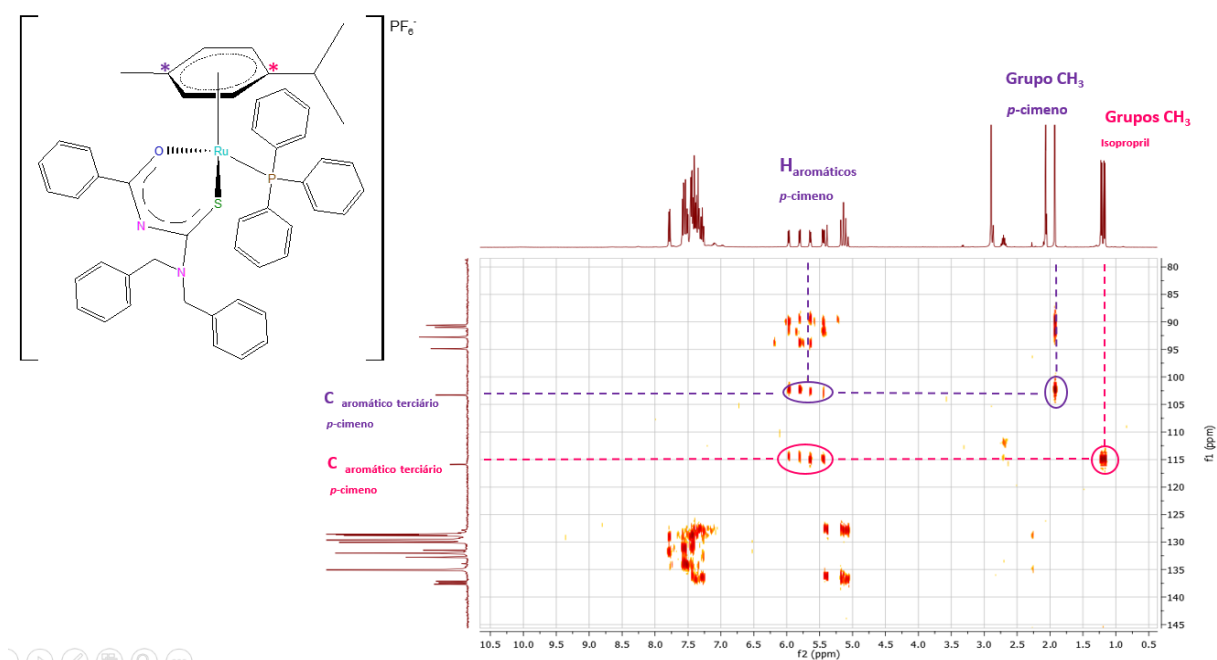 PF6-
*
*
O
Ru
P
S
N
N
Grupo CH3
p-cimeno
Grupos CH3
Isopropril
Haromáticos
p-cimeno
C aromático terciário
p-cimeno
C aromático terciário
p-cimeno
80
85
90
95
100
105
110
115
120
125
130
135
140
145
f1 (ppm)
10.5 10.0 9.5 9.0 8.5 8.0 7.5 7.0 6.5 6.0 5.5 5.0 4.5 4.0 3.5 3.0 2.5 2.0 1.5 1.0 0.5
f2 (ppm)